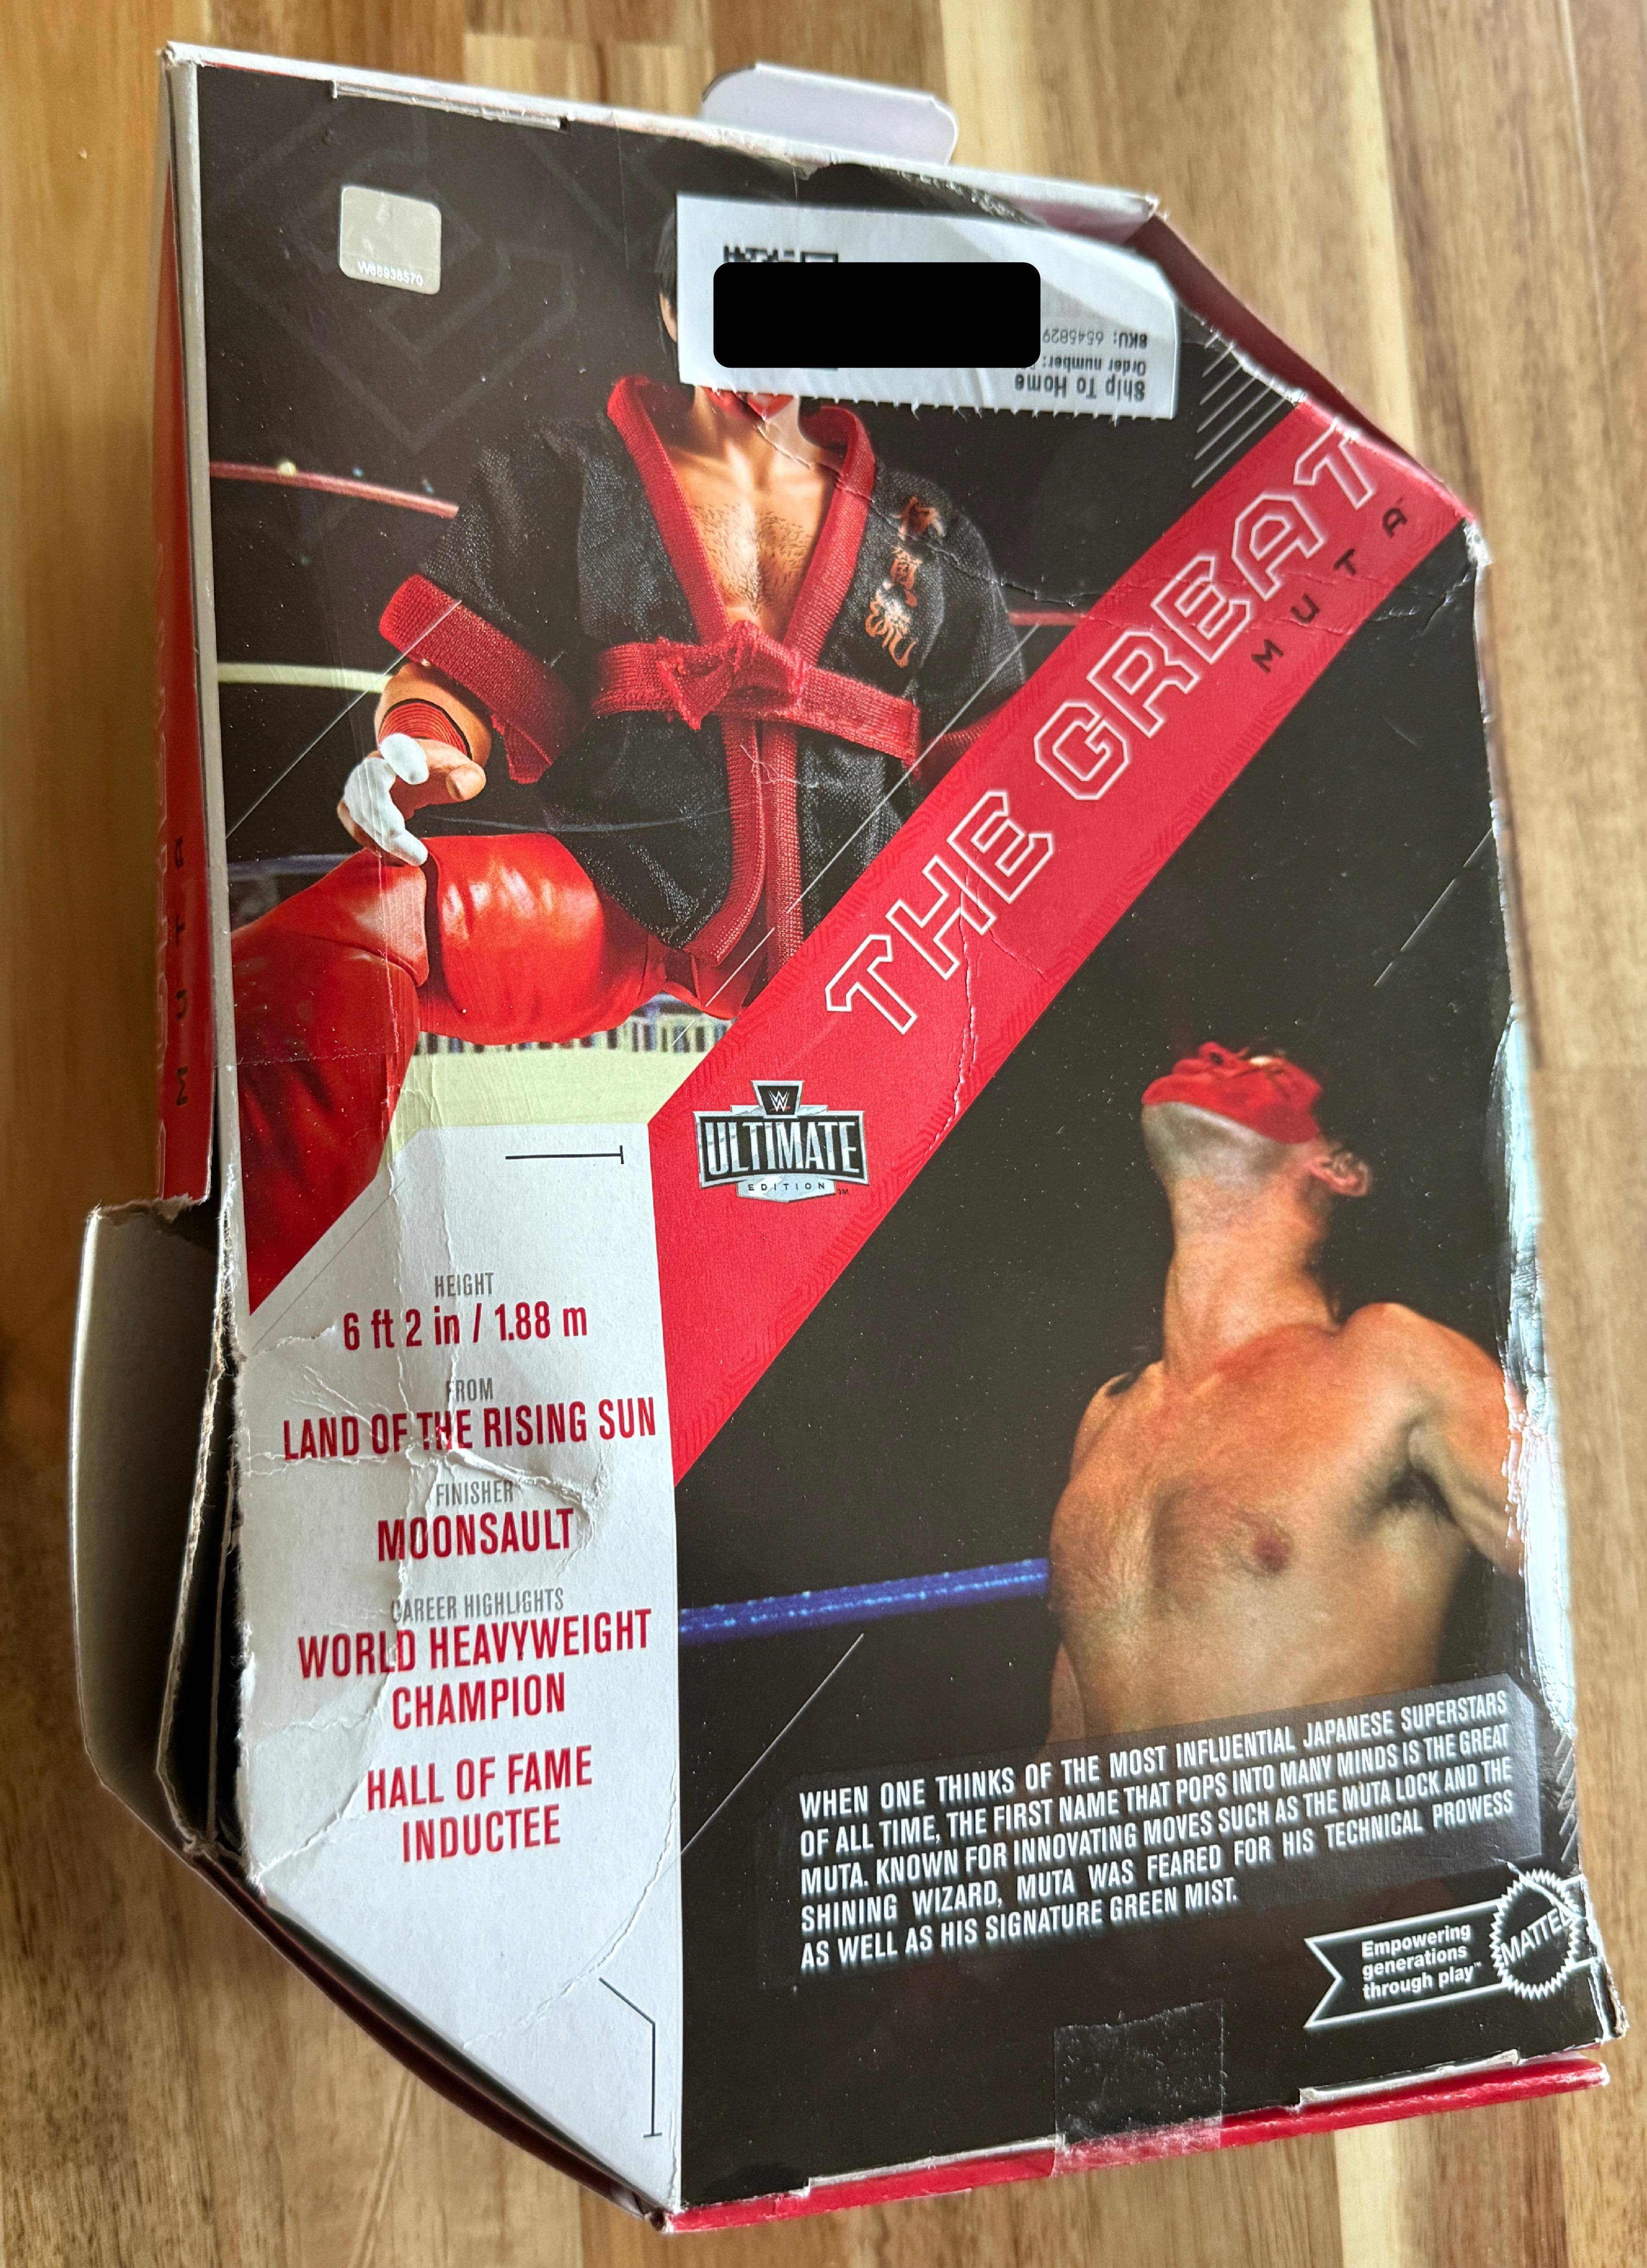 W88938570
SKU: 6545829
Order number:
Ship To Home
THE GREAT
MUTA
MUTA
W
ULTIMATE
EDITION™
HEIGHT
6 ft 2 in / 1.88 m
FROM
LAND OF THE RISING SUN
FINISHER
MOONSAULT
CAREER HIGHLIGHTS
WORLD HEAVYWEIGHT
CHAMPION
HALL OF FAME
INDUCTEE
WHEN ONE THINKS OF THE MOST INFLUENTIAL JAPANESE SUPERSTARS
OF ALL TIME, THE FIRST NAME THAT POPS INTO MANY MINDS IS THE GREAT
MUTA. KNOWN FOR INNOVATING MOVES SUCH AS THE MUTA LOCK AND THE
SHINING WIZARD, MUTA WAS FEARED FOR HIS TECHNICAL PROWESS
AS WELL AS HIS SIGNATURE GREEN MIST.
Empowering
generations
through play™
MATTEL